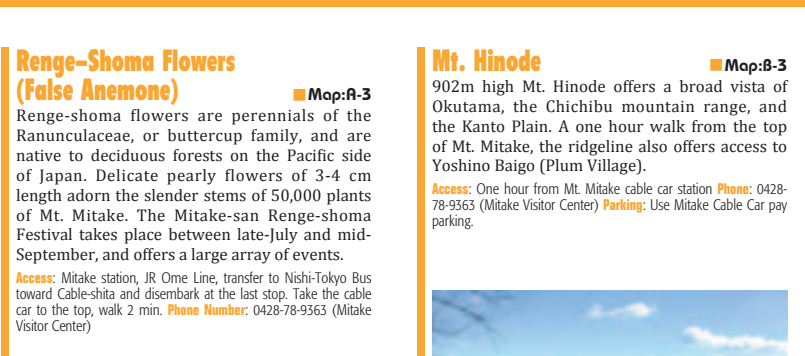 Renge–Shoma Flowers
(False Anemone)
■Map:A-3
Renge-shoma flowers are perennials of the
Ranunculaceae, or buttercup family, and are
native to deciduous forests on the Pacific side
of Japan. Delicate pearly flowers of 3-4 cm
length adorn the slender stems of 50,000 plants
of Mt. Mitake. The Mitake-san Renge-shoma
Festival takes place between late-July and mid-
September, and offers a large array of events.
Access: Mitake station, JR Ome Line, transfer to Nishi-Tokyo Bus
toward Cable-shita and disembark at the last stop. Take the cable
car to the top, walk 2 min. Phone Number: 0428-78-9363 (Mitake
Visitor Center)
Mt. Hinode
■Map:B-3
902m high Mt. Hinode offers a broad vista of
Okutama, the Chichibu mountain range, and
the Kanto Plain. A one hour walk from the top
of Mt. Mitake, the ridgeline also offers access to
Yoshino Baigo (Plum Village).
Access: One hour from Mt. Mitake cable car station Phone: 0428-
78-9363 (Mitake Visitor Center) Parking: Use Mitake Cable Car pay
parking.